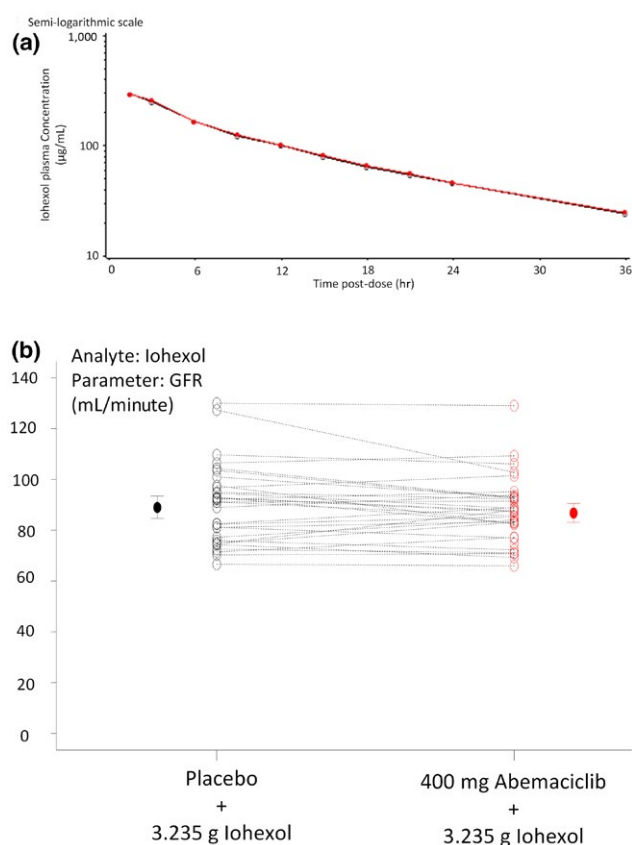 Semi-logarithmic scale
(a)
1,000
100
10
Iohexol plasma Concentration
(µg/mL)
0 6 12 18 24 30 36
Time post-dose (hr)
(b)
Analyte: Iohexol
Parameter: GFR
(mL/minute)
140
120
100
80
60
40
20
0
Placebo
+
3.235 g Iohexol
400 mg Abemaciclib
+
3.235 g Iohexol